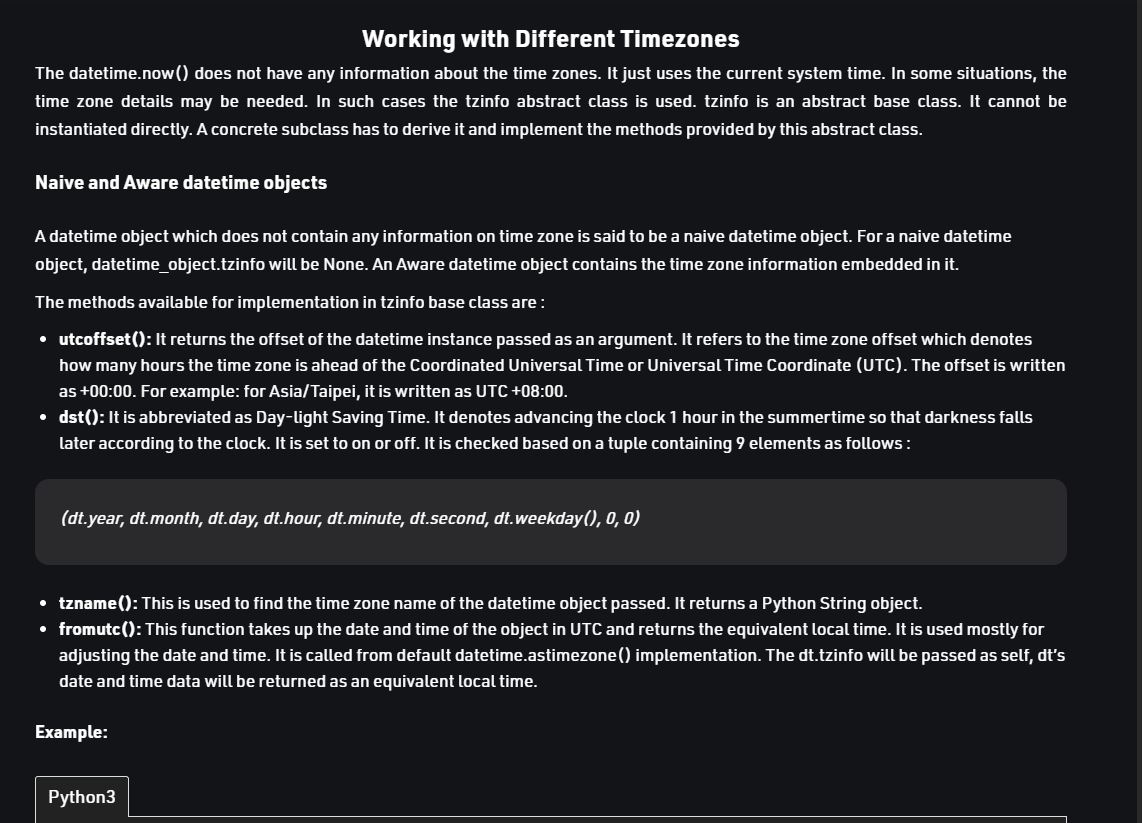 Working with Different Timezones
The datetime.now() does not have any information about the time zones. It just uses the current system time. In some situations, the
time zone details may be needed. In such cases the tzinfo abstract class is used. tzinfo is an abstract base class. It cannot be
instantiated directly. A concrete subclass has to derive it and implement the methods provided by this abstract class.
Naive and Aware datetime objects
A datetime object which does not contain any information on time zone is said to be a naive datetime object. For a naive datetime
object, datetime_object.tzinfo will be None. An Aware datetime object contains the time zone information embedded in it.
The methods available for implementation in tzinfo base class are :
• utcoffset(): It returns the offset of the datetime instance passed as an argument. It refers to the time zone offset which denotes
how many hours the time zone is ahead of the Coordinated Universal Time or Universal Time Coordinate (UTC). The offset is written
as +00:00. For example: for Asia/Taipei, it is written as UTC +08:00.
• dst(): It is abbreviated as Day-light Saving Time. It denotes advancing the clock 1 hour in the summertime so that darkness falls
later according to the clock. It is set to on or off. It is checked based on a tuple containing 9 elements as follows :
(dt.year, dt.month, dt.day, dt.hour, dt.minute, dt.second, dt.weekday(), 0, 0)
• tzname(): This is used to find the time zone name of the datetime object passed. It returns a Python String object.
• fromutc(): This function takes up the date and time of the object in UTC and returns the equivalent local time. It is used mostly for
adjusting the date and time. It is called from default datetime.astimezone() implementation. The dt.tzinfo will be passed as self, dt's
date and time data will be returned as an equivalent local time.
Example:
Python3